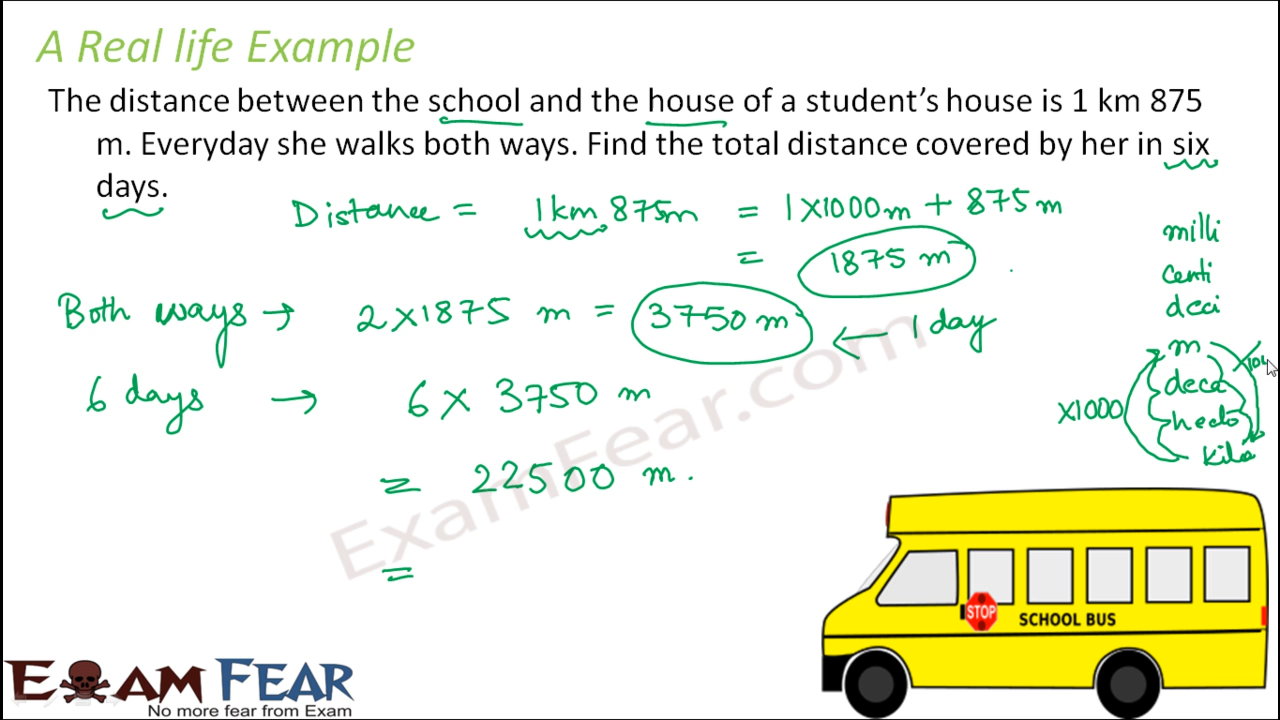 A Real life Example
The distance between the school and the house of a student's house is 1 km 875
m. Everyday she walks both ways. Find the total distance covered by her in six
days.
Distance = 1km 875m = 1×1000m + 875m
= 1875 m
Both ways → 2×1875 m = 3750 m ← 1 day
6 days → 6× 3750 m
= 22500 m.
=
milli
centi
deci
m
deca
hecto
kilo
×1000
ExamFear.com
STOP
SCHOOL BUS
EXAM FEAR
No more fear from Exam